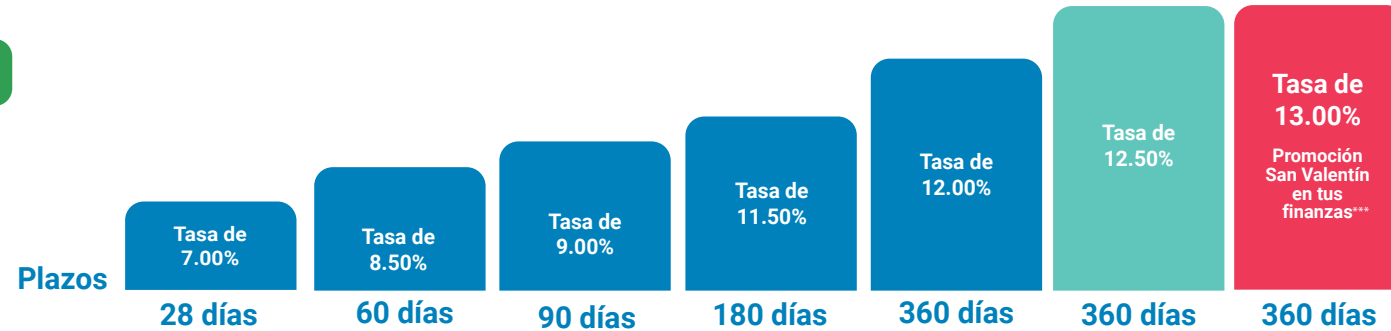 Tasa de
7.00%
Tasa de
8.50%
Tasa de
9.00%
Tasa de
11.50%
Tasa de
12.00%
Tasa de
12.50%
Tasa de
13.00%
Promoción
San Valentín
en tus
finanzas***
Plazos
28 días
60 días
90 días
180 días
360 días
360 días
360 días